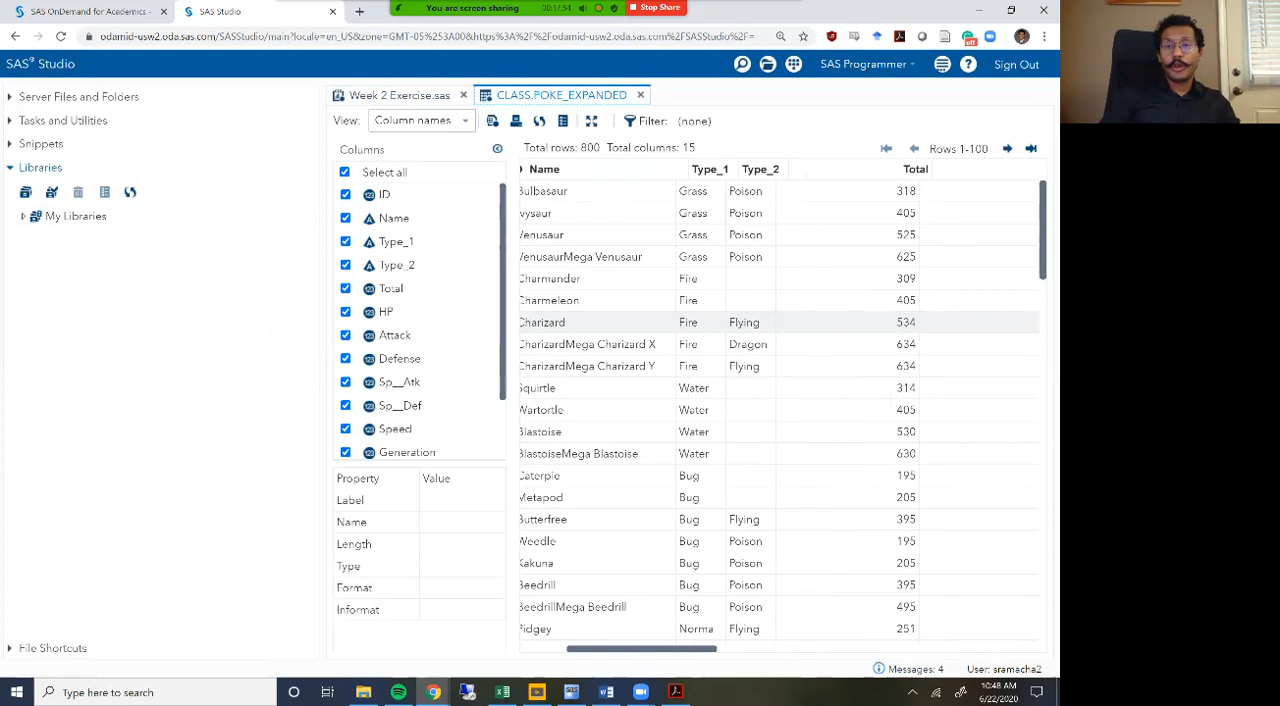 SAS OnDemand for Academics -
SAS Studio
You are screen sharing
00:17:54
Stop Share
odamid-usw2.oda.sas.com/SASStudio/main?locale=en_US&zone=GMT-05%253A00&https%3A%2F%2Fodamid-usw2.oda.sas.com%2FSASStudio%2F=
off
SAS® Studio
SAS Programmer
Sign Out
Server Files and Folders
Tasks and Utilities
Snippets
Libraries
My Libraries
File Shortcuts
Week 2 Exercise.sas
CLASS.POKE_EXPANDED
View:
Column names
Filter: (none)
Columns
Total rows: 800 Total columns: 15
Rows 1-100
Select all
ID
Name
Type_1
Type_2
Total
HP
Attack
Defense
Sp__Atk
Sp__Def
Speed
Generation
Property Value
Label
Name
Length
Type
Format
Informat
Name Type_1 Type_2 Total
Bulbasaur Grass Poison 318
Ivysaur Grass Poison 405
Venusaur Grass Poison 525
VenusaurMega Venusaur Grass Poison 625
Charmander Fire 309
Charmeleon Fire 405
Charizard Fire Flying 534
CharizardMega Charizard X Fire Dragon 634
CharizardMega Charizard Y Fire Flying 634
Squirtle Water 314
Wartortle Water 405
Blastoise Water 530
BlastoiseMega Blastoise Water 630
Caterpie Bug 195
Metapod Bug 205
Butterfree Bug Flying 395
Weedle Bug Poison 195
Kakuna Bug Poison 205
Beedrill Bug Poison 395
BeedrillMega Beedrill Bug Poison 495
Pidgey Norma Flying 251
Messages: 4
User: sramacha2
Type here to search
10:48 AM
6/22/2020